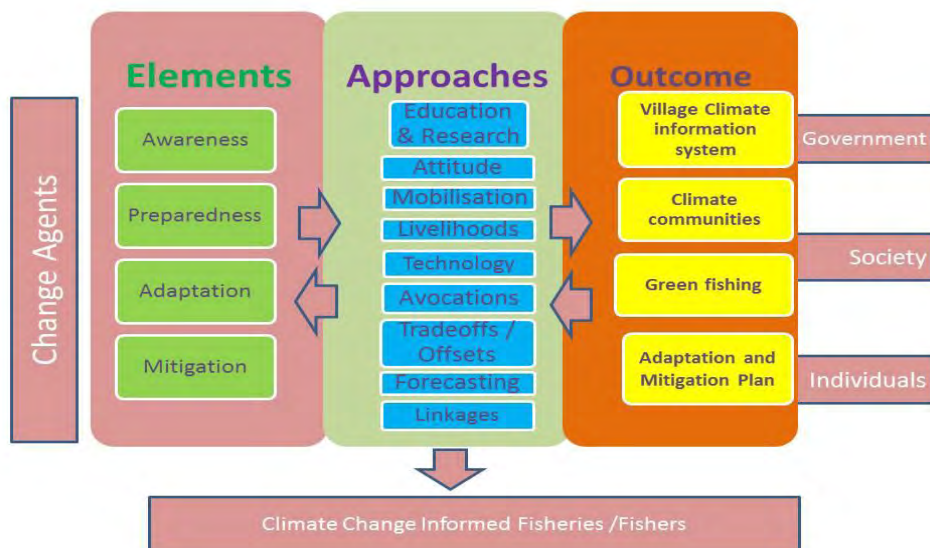 Change Agents
Elements
Awareness
Preparedness
Adaptation
Mitigation
Approaches
Education
& Research
Attitude
Mobilisation
Livelihoods
Technology
Avocations
Tradeoffs /
Offsets
Forecasting
Linkages
Outcome
Village Climate
information
system
Climate
communities
Green fishing
Adaptation and
Mitigation Plan
Government
Society
Individuals
Climate Change Informed Fisheries /Fishers